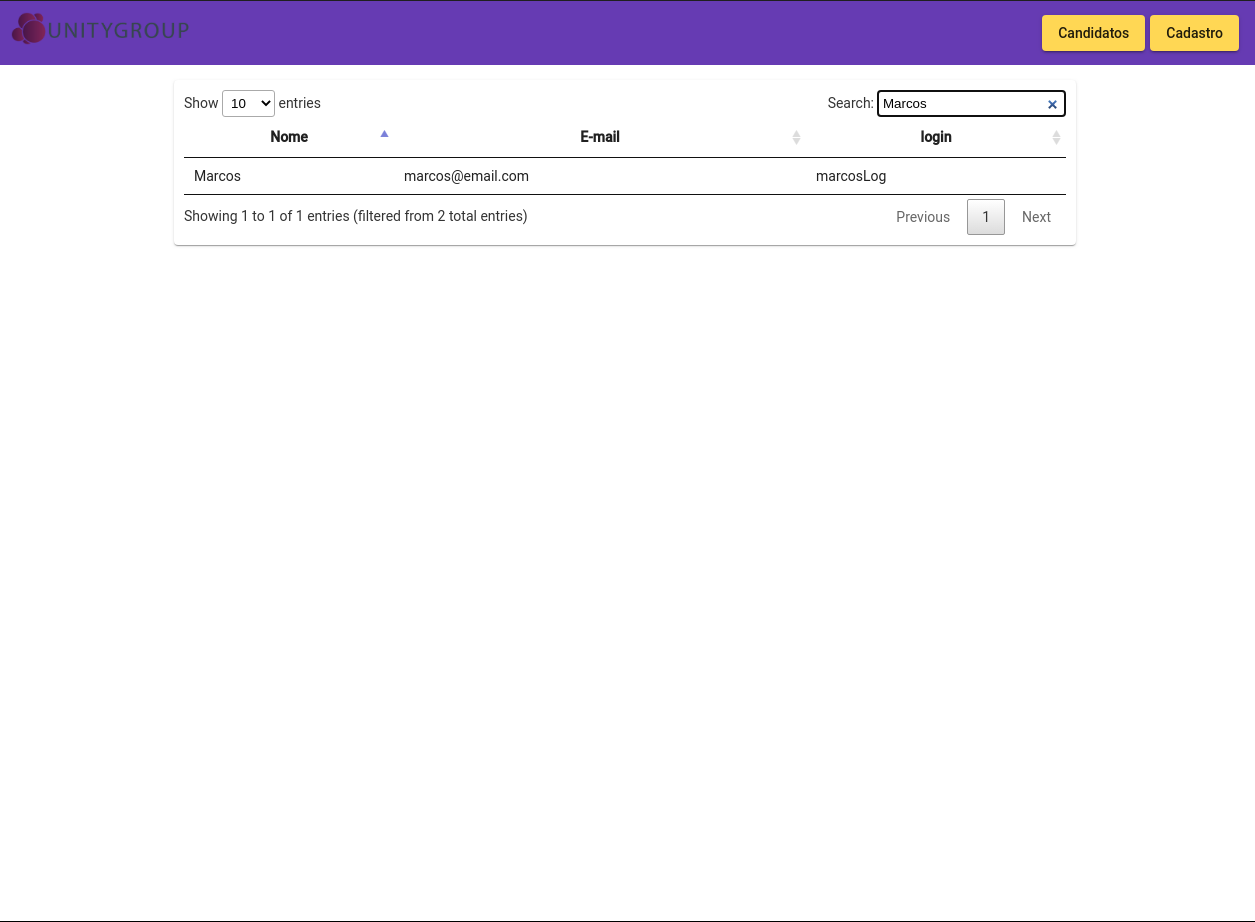 UNITYGROUP
Candidatos Cadastro
Show 10 entries Search: Marcos
Nome E-mail login
Marcos marcos@email.com marcosLog
Showing 1 to 1 of 1 entries (filtered from 2 total entries) Previous 1 Next